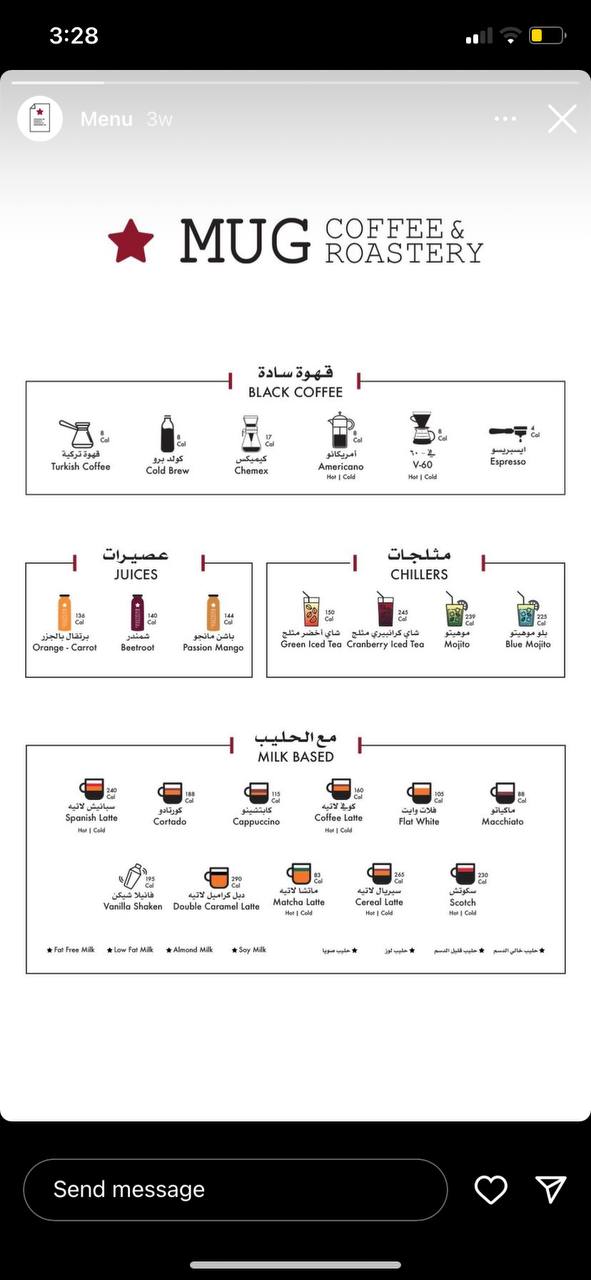 3:28
Menu 3w
MUG COFFEE &
ROASTERY
قهوة سادة
BLACK COFFEE
8 Cal
قهوة تركية
Turkish Coffee
8 Cal
كولد برو
Cold Brew
17 Cal
كيميكس
Chemex
8 Cal
أمريكانو
Americano
Hot | Cold
8 Cal
V-60
Hot | Cold
4 Cal
ايسبريسو
Espresso
عصيرات
JUICES
136 Cal
برتقال بالجزر
Orange - Carrot
140 Cal
شمندر
Beetroot
144 Cal
باشن مانجو
Passion Mango
مثلجات
CHILLERS
150 Cal
شاي أخضر مثلج
Green Iced Tea
245 Cal
شاي كرانبيري مثلج
Cranberry Iced Tea
239 Cal
موهيتو
Mojito
225 Cal
بلو موهيتو
Blue Mojito
مع الحليب
MILK BASED
240 Cal
سبانيش لاتيه
Spanish Latte
Hot | Cold
188 Cal
كورتادو
Cortado
115 Cal
كابتشينو
Cappuccino
160 Cal
كوفي لاتيه
Coffee Latte
Hot | Cold
105 Cal
فلات وايت
Flat White
88 Cal
ماكياتو
Macchiato
195 Cal
فانيلا شيكن
Vanilla Shaken
290 Cal
دبل كراميل لاتيه
Double Caramel Latte
83 Cal
ماتشا لاتيه
Matcha Latte
Hot | Cold
265 Cal
سيريال لاتيه
Cereal Latte
Hot | Cold
230 Cal
سكوتش
Scotch
Hot | Cold
★ Fat Free Milk ★ Low Fat Milk ★ Almond Milk ★ Soy Milk
★ حليب خالي الدسم ★ حليب قليل الدسم ★ حليب لوز ★ حليب صويا
Send message